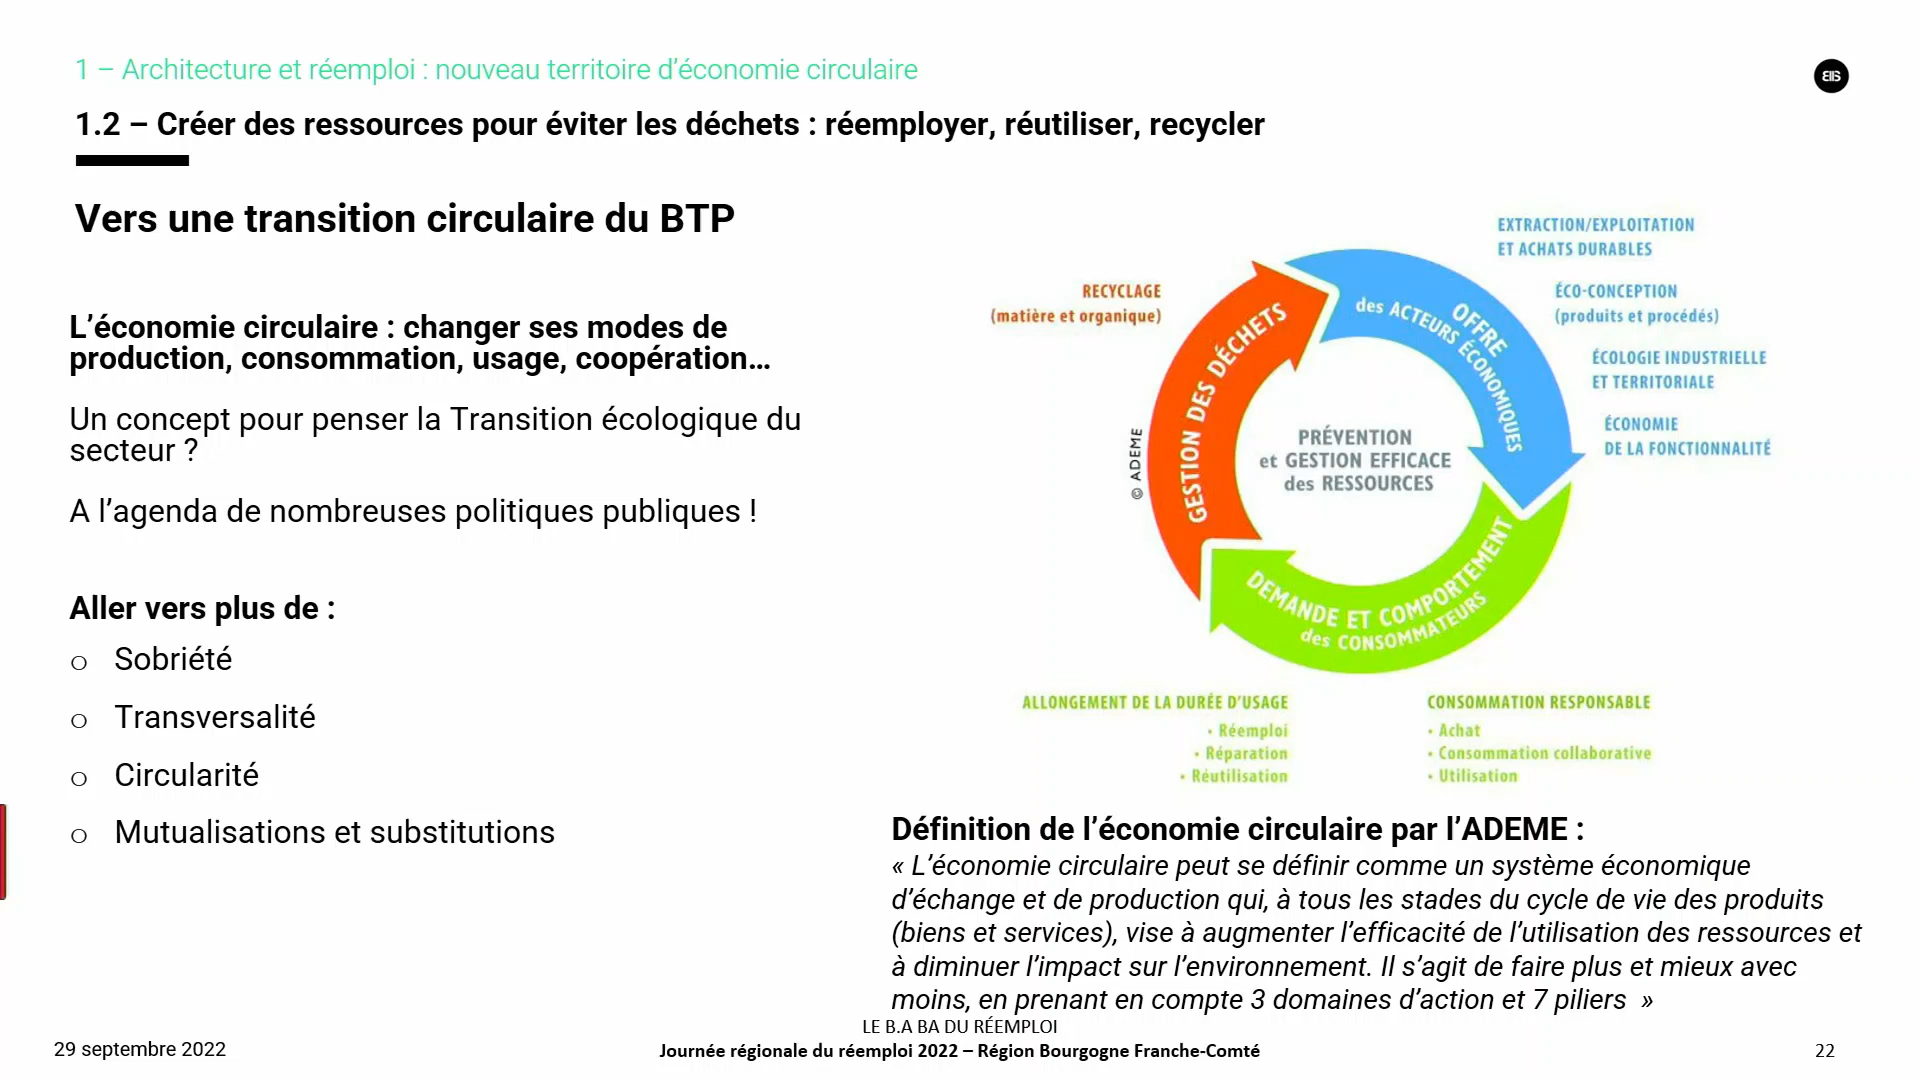 1 – Architecture et réemploi : nouveau territoire d’économie circulaire
1.2 – Créer des ressources pour éviter les déchets : réemployer, réutiliser, recycler
Vers une transition circulaire du BTP
L’économie circulaire : changer ses modes de
production, consommation, usage, coopération…
Un concept pour penser la Transition écologique du
secteur ?
A l’agenda de nombreuses politiques publiques !
Aller vers plus de :
o Sobriété
o Transversalité
o Circularité
o Mutualisations et substitutions
EXTRACTION/EXPLOITATION
ET ACHATS DURABLES
ÉCO-CONCEPTION
(produits et procédés)
ÉCOLOGIE INDUSTRIELLE
ET TERRITORIALE
ÉCONOMIE
DE LA FONCTIONNALITÉ
RECYCLAGE
(matière et organique)
OFFRE
des ACTEURS ÉCONOMIQUES
GESTION DES DÉCHETS
DEMANDE ET COMPORTEMENT
des CONSOMMATEURS
PRÉVENTION
et GESTION EFFICACE
des RESSOURCES
© ADEME
ALLONGEMENT DE LA DURÉE D’USAGE
• Réemploi
• Réparation
• Réutilisation
CONSOMMATION RESPONSABLE
• Achat
• Consommation collaborative
• Utilisation
Définition de l’économie circulaire par l’ADEME :
« L’économie circulaire peut se définir comme un système économique
d’échange et de production qui, à tous les stades du cycle de vie des produits
(biens et services), vise à augmenter l’efficacité de l’utilisation des ressources et
à diminuer l’impact sur l’environnement. Il s’agit de faire plus et mieux avec
moins, en prenant en compte 3 domaines d’action et 7 piliers »
29 septembre 2022
LE B.A BA DU RÉEMPLOI
Journée régionale du réemploi 2022 – Région Bourgogne Franche-Comté
22